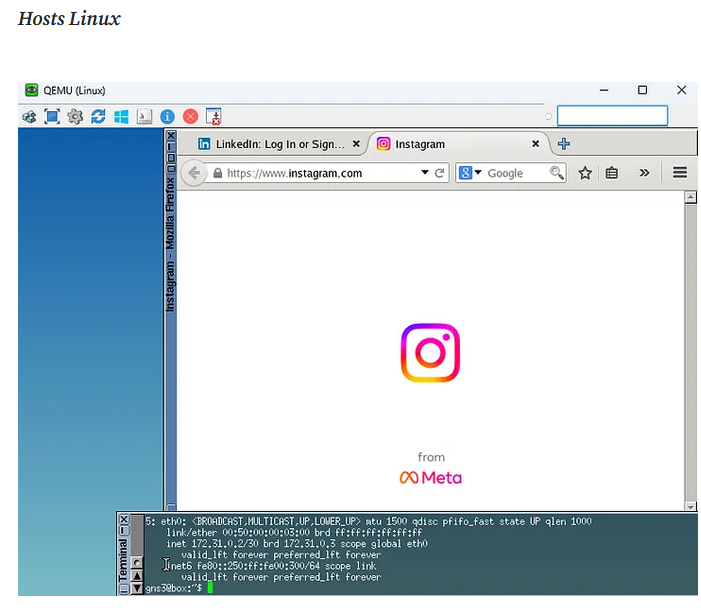 Hosts Linux
QEMU (Linux)
LinkedIn: Log In or Sign... Instagram
https://www.instagram.com Google
Instagram - Mozilla Firefox
from
Meta
Terminal
5: eth0: <BROADCAST,MULTICAST,UP,LOWER_UP> mtu 1500 qdisc pfifo_fast state UP qlen 1000
link/ether 00:50:00:00:03:00 brd ff:ff:ff:ff:ff:ff
inet 172.31.0.2/30 brd 172.31.0.3 scope global eth0
valid_lft forever preferred_lft forever
inet6 fe80::250:ff:fe00:300/64 scope link
valid_lft forever preferred_lft forever
gns3@box:~$